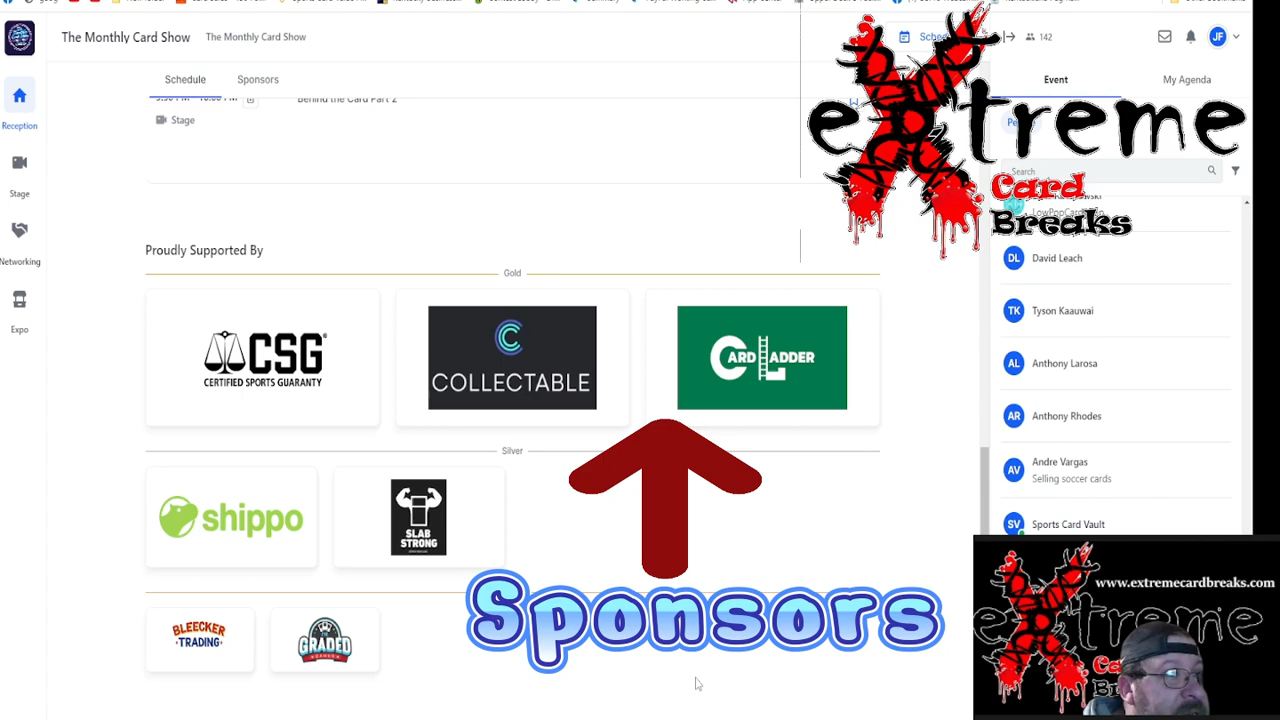 The Monthly Card Show
The Monthly Card Show
Sched
142
JF
Schedule
Sponsors
Event
My Agenda
Behind the Card Part 2
Stage
Reception
Stage
Networking
Expo
Search
extreme
Card
Breaks
Proudly Supported By
Gold
CSG®
CERTIFIED SPORTS GUARANTY
COLLECTABLE
CARD LADDER
Silver
shippo
SLAB
STRONG
BLEECKER
TRADING
GRADED
Sponsors
DL
David Leach
TK
Tyson Kaauwai
AL
Anthony Larosa
AR
Anthony Rhodes
AV
Andre Vargas
Selling soccer cards
SV
Sports Card Vault
www.extremecardbreaks.com
extreme